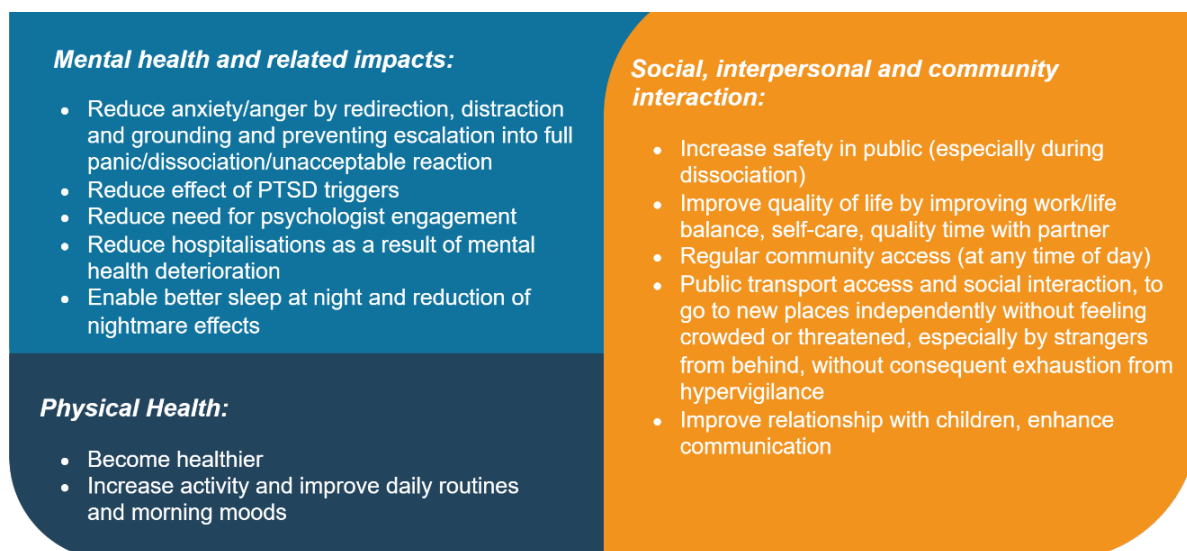 Mental health and related impacts:
• Reduce anxiety/anger by redirection, distraction
and grounding and preventing escalation into full
panic/dissociation/unacceptable reaction
• Reduce effect of PTSD triggers
• Reduce need for psychologist engagement
• Reduce hospitalisations as a result of mental
health deterioration
• Enable better sleep at night and reduction of
nightmare effects
Physical Health:
• Become healthier
• Increase activity and improve daily routines
and morning moods
Social, interpersonal and community
interaction:
• Increase safety in public (especially during
dissociation)
• Improve quality of life by improving work/life
balance, self-care, quality time with partner
• Regular community access (at any time of day)
• Public transport access and social interaction, to
go to new places independently without feeling
crowded or threatened, especially by strangers
from behind, without consequent exhaustion from
hypervigilance
• Improve relationship with children, enhance
communication